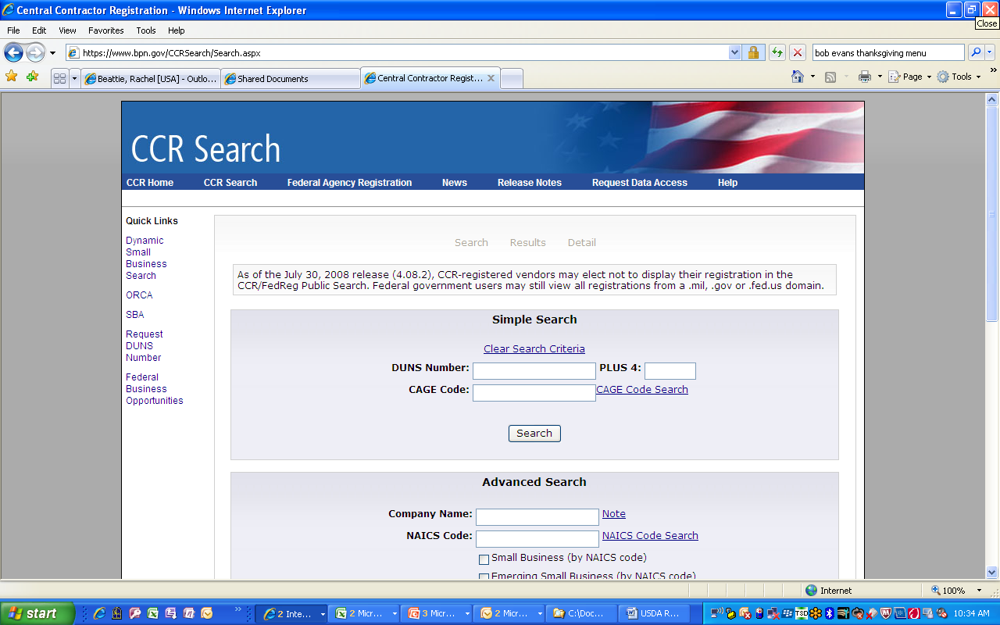 Central Contractor Registration - Windows Internet Explorer
Close
File Edit View Favorites Tools Help
https://www.bpn.gov/CCRSearch/Search.aspx
bob evans thanksgiving menu
Beattie, Rachel [USA] - Outlo...
Shared Documents
Central Contractor Regist...
Page
Tools
CCR Search
CCR Home
CCR Search
Federal Agency Registration
News
Release Notes
Request Data Access
Help
Quick Links
Dynamic
Small
Business
Search
ORCA
SBA
Request
DUNS
Number
Federal
Business
Opportunities
Search Results Detail
As of the July 30, 2008 release (4.08.2), CCR-registered vendors may elect not to display their registration in the
CCR/FedReg Public Search. Federal government users may still view all registrations from a .mil, .gov or .fed.us domain.
Simple Search
Clear Search Criteria
DUNS Number: PLUS 4:
CAGE Code: CAGE Code Search
Search
Advanced Search
Company Name: Note
NAICS Code: NAICS Code Search
Small Business (by NAICS code)
Emerging Small Business (by NAICS code)
Internet
100%
start
2 Inte...
2 Micr...
3 Micr...
2 Micr...
C:\Doc...
USDA R...
TSD
10:34 AM